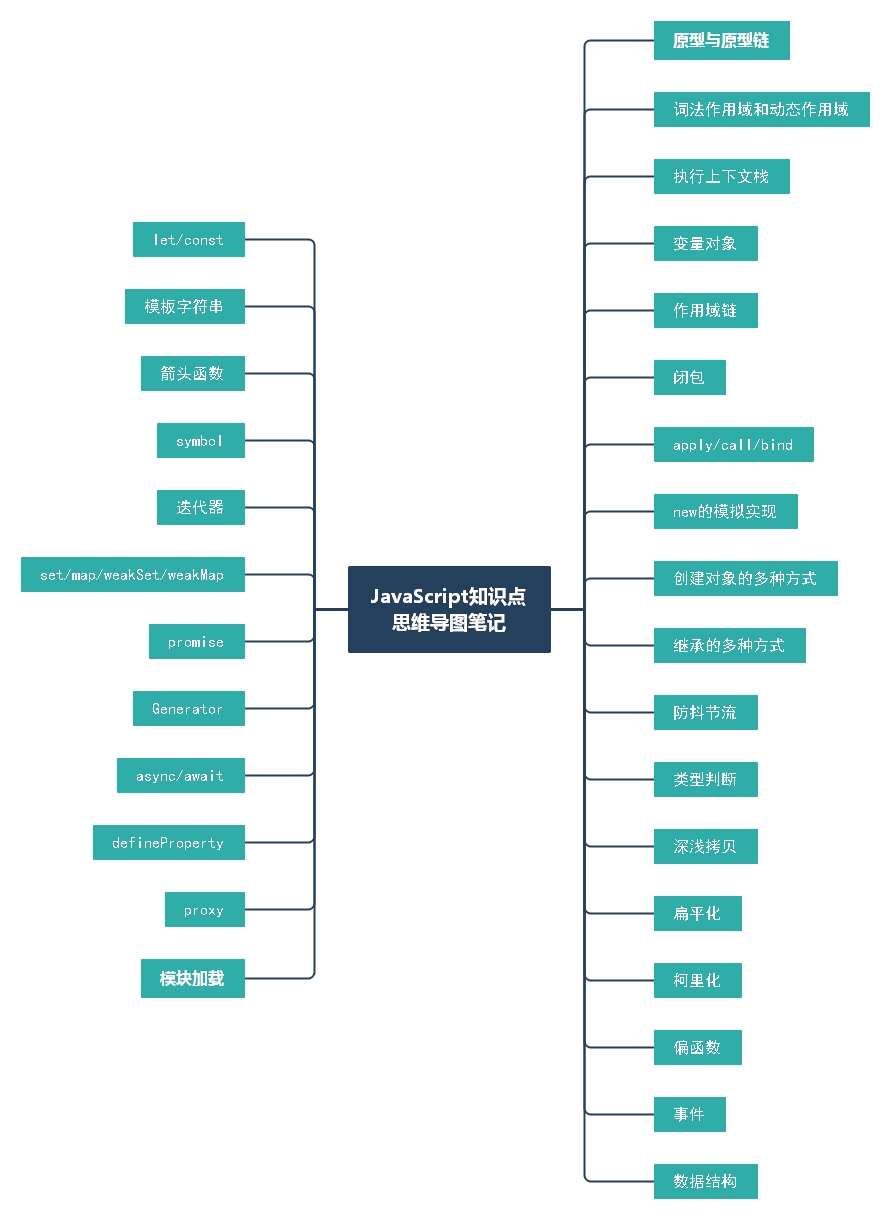 JavaScript知识点
思维导图笔记
原型与原型链
词法作用域和动态作用域
执行上下文栈
变量对象
作用域链
闭包
apply/call/bind
new的模拟实现
创建对象的多种方式
继承的多种方式
防抖节流
类型判断
深浅拷贝
扁平化
柯里化
偏函数
事件
数据结构
let/const
模板字符串
箭头函数
symbol
迭代器
set/map/weakSet/weakMap
promise
Generator
async/await
defineProperty
proxy
模块加载